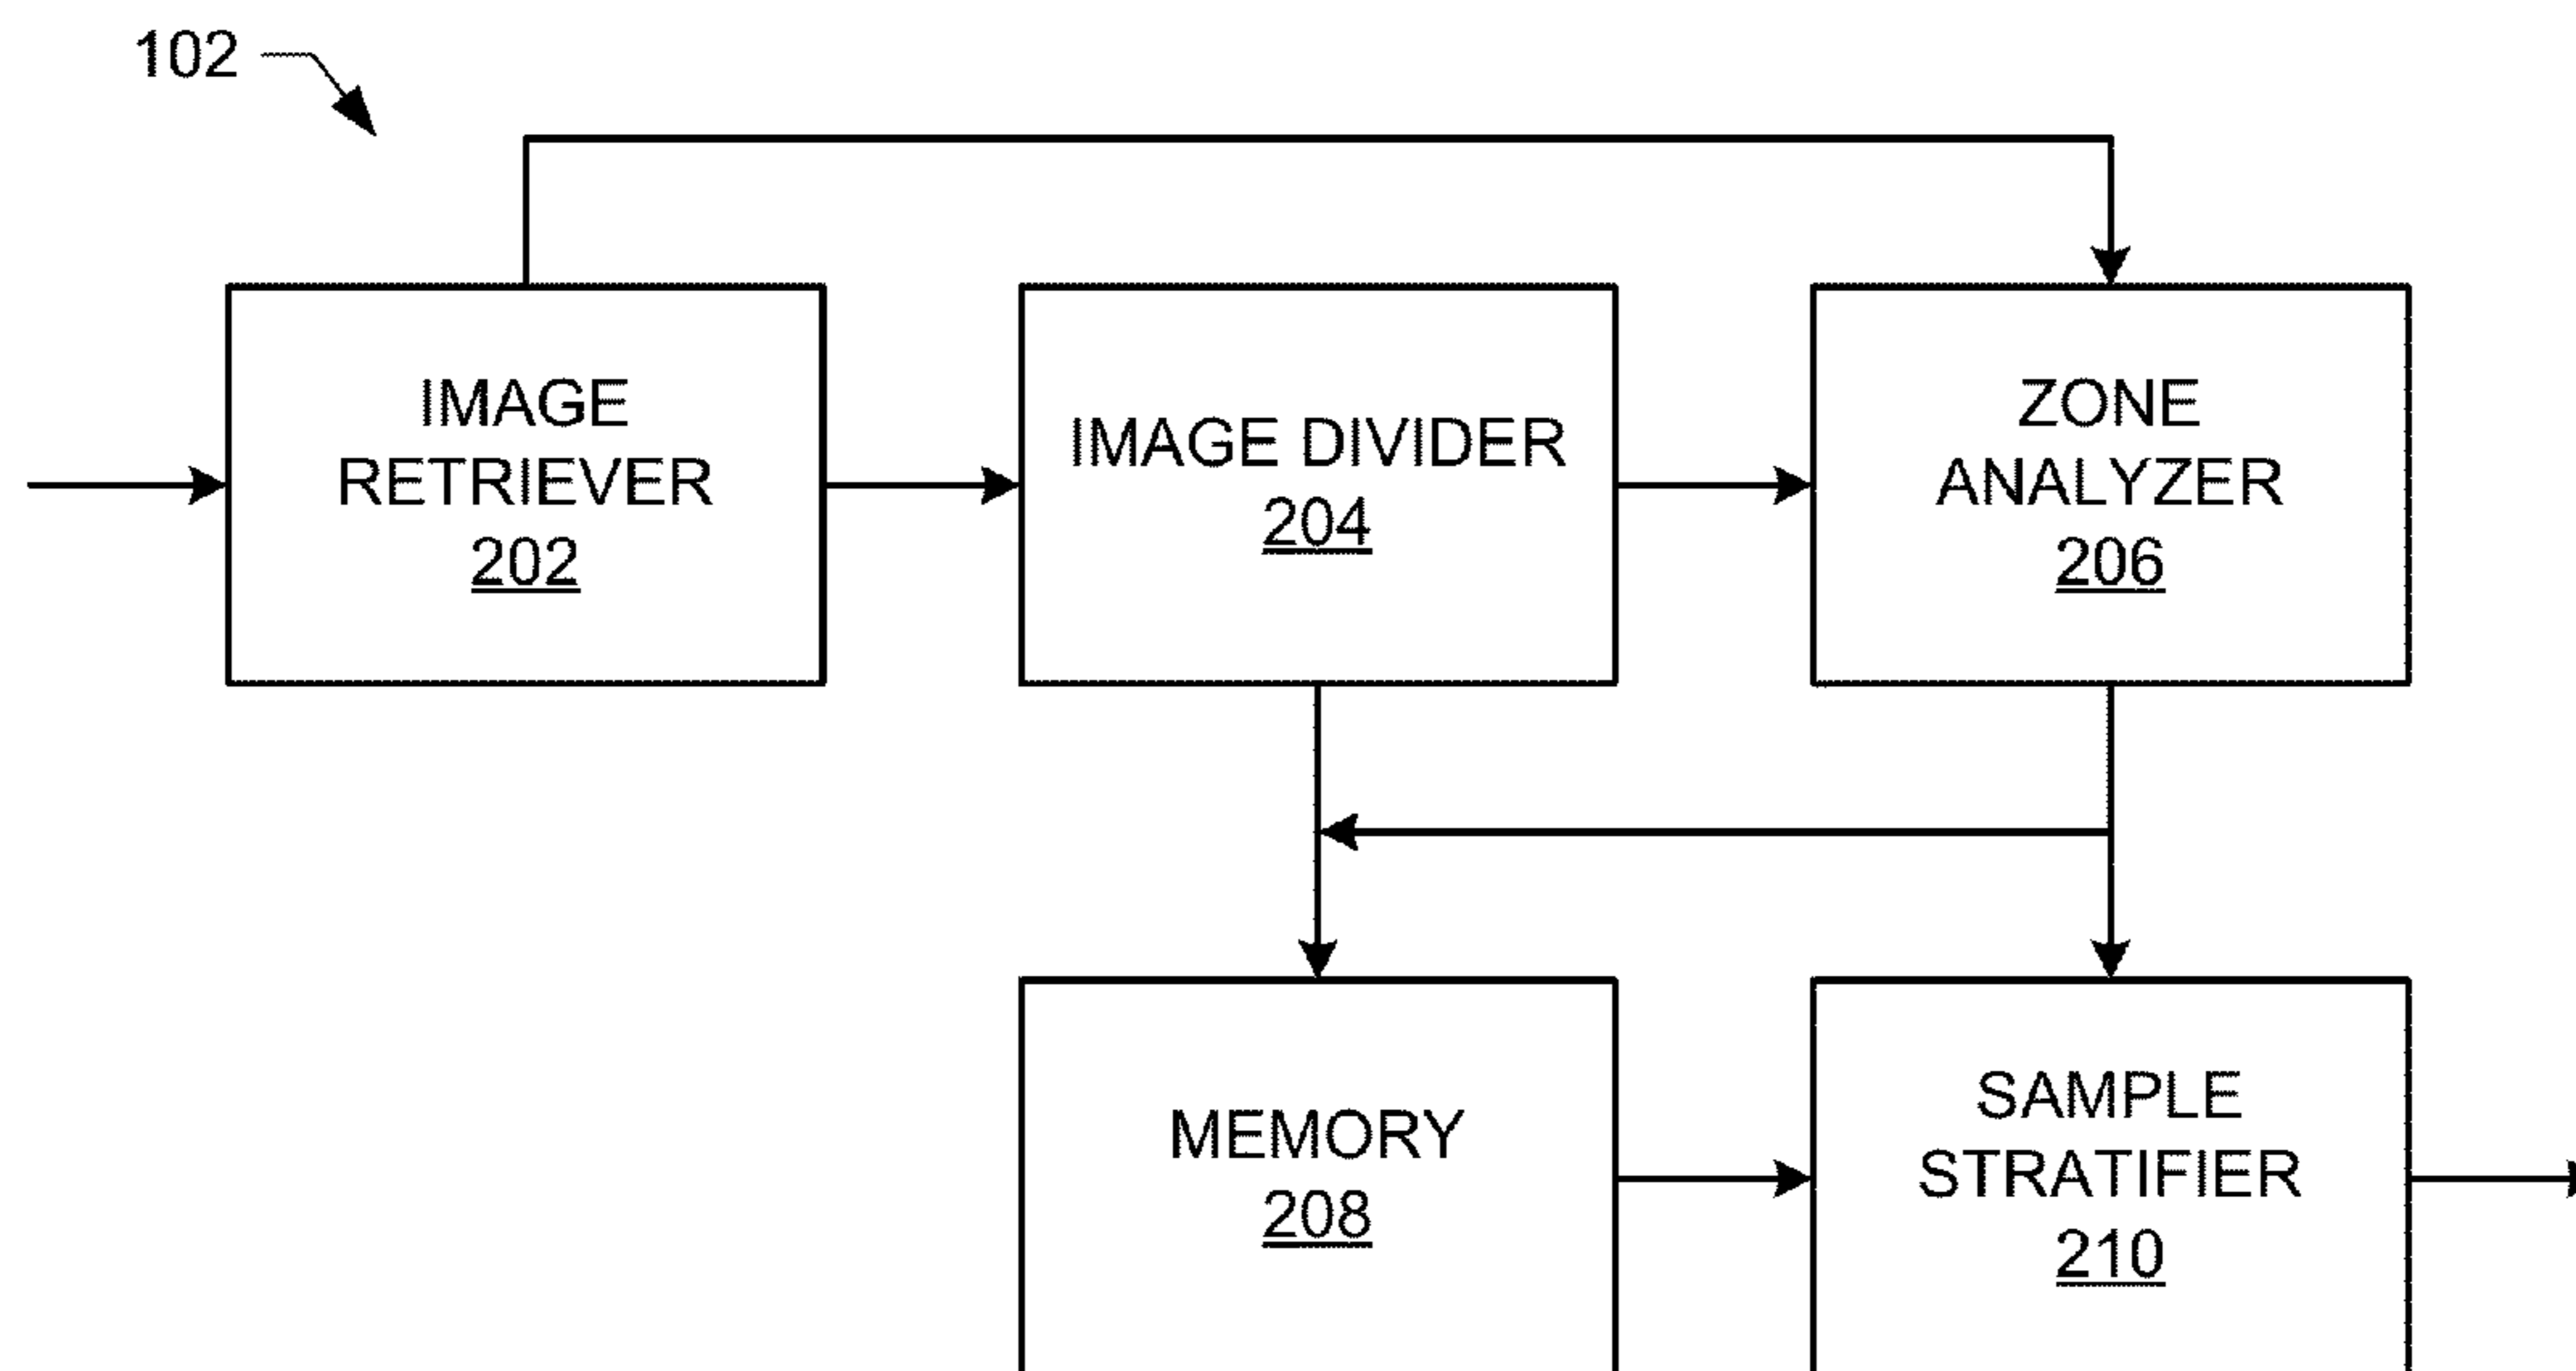 102
IMAGE
RETRIEVER
202
IMAGE DIVIDER
204
ZONE
ANALYZER
206
MEMORY
208
SAMPLE
STRATIFIER
210